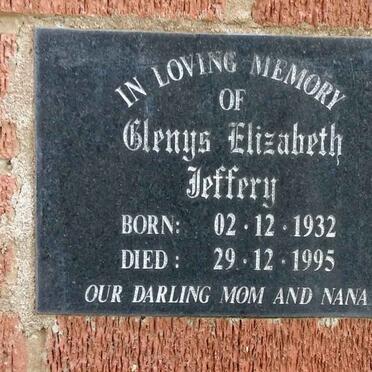 IN LOVING MEMORY
OF
Glenys Elizabeth
Jeffery
BORN: 02 · 12 · 1932
DIED : 29 · 12 · 1995
OUR DARLING MOM AND NANA